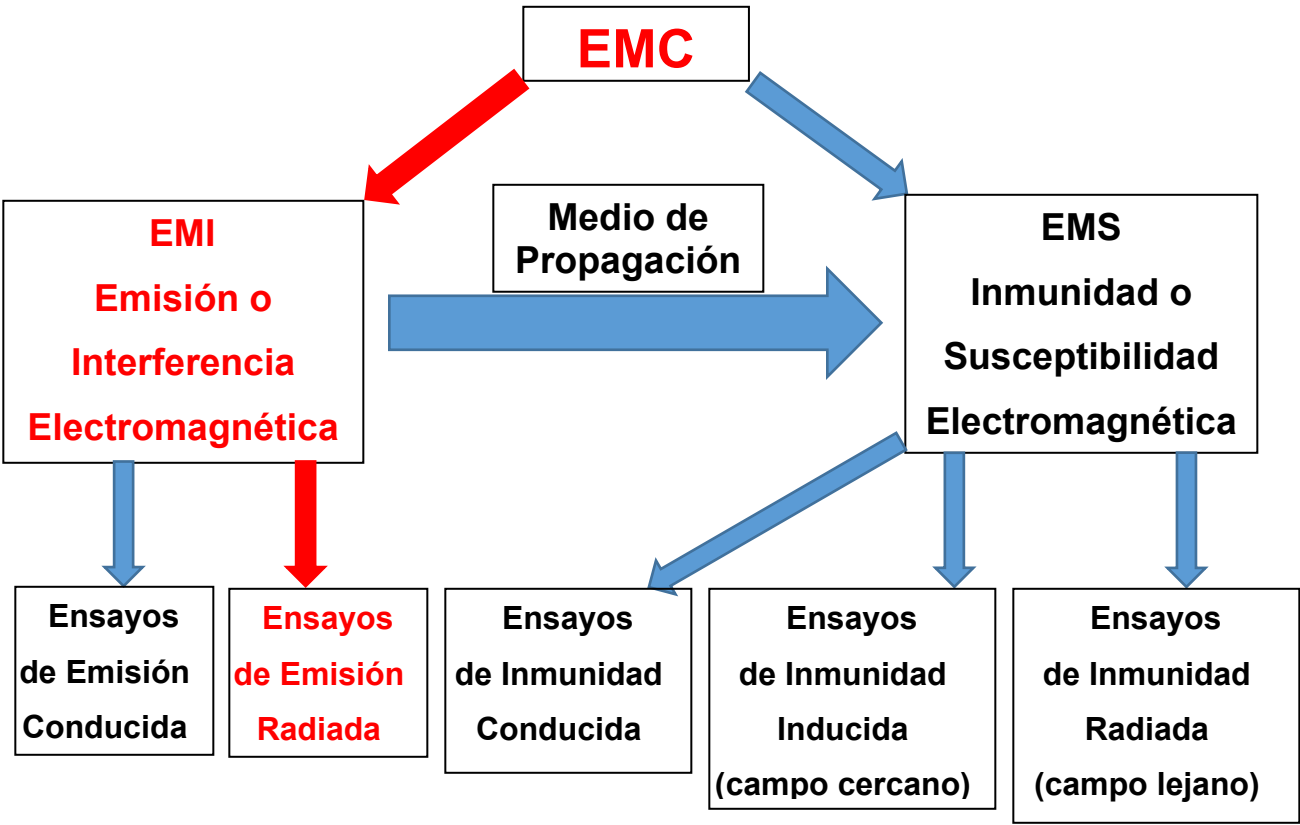 EMC
EMI
Emisión o
Interferencia
Electromagnética
Medio de
Propagación
EMS
Inmunidad o
Susceptibilidad
Electromagnética
Ensayos
de Emisión
Conducida
Ensayos
de Emisión
Radiada
Ensayos
de Inmunidad
Conducida
Ensayos
de Inmunidad
Inducida
(campo cercano)
Ensayos
de Inmunidad
Radiada
(campo lejano)